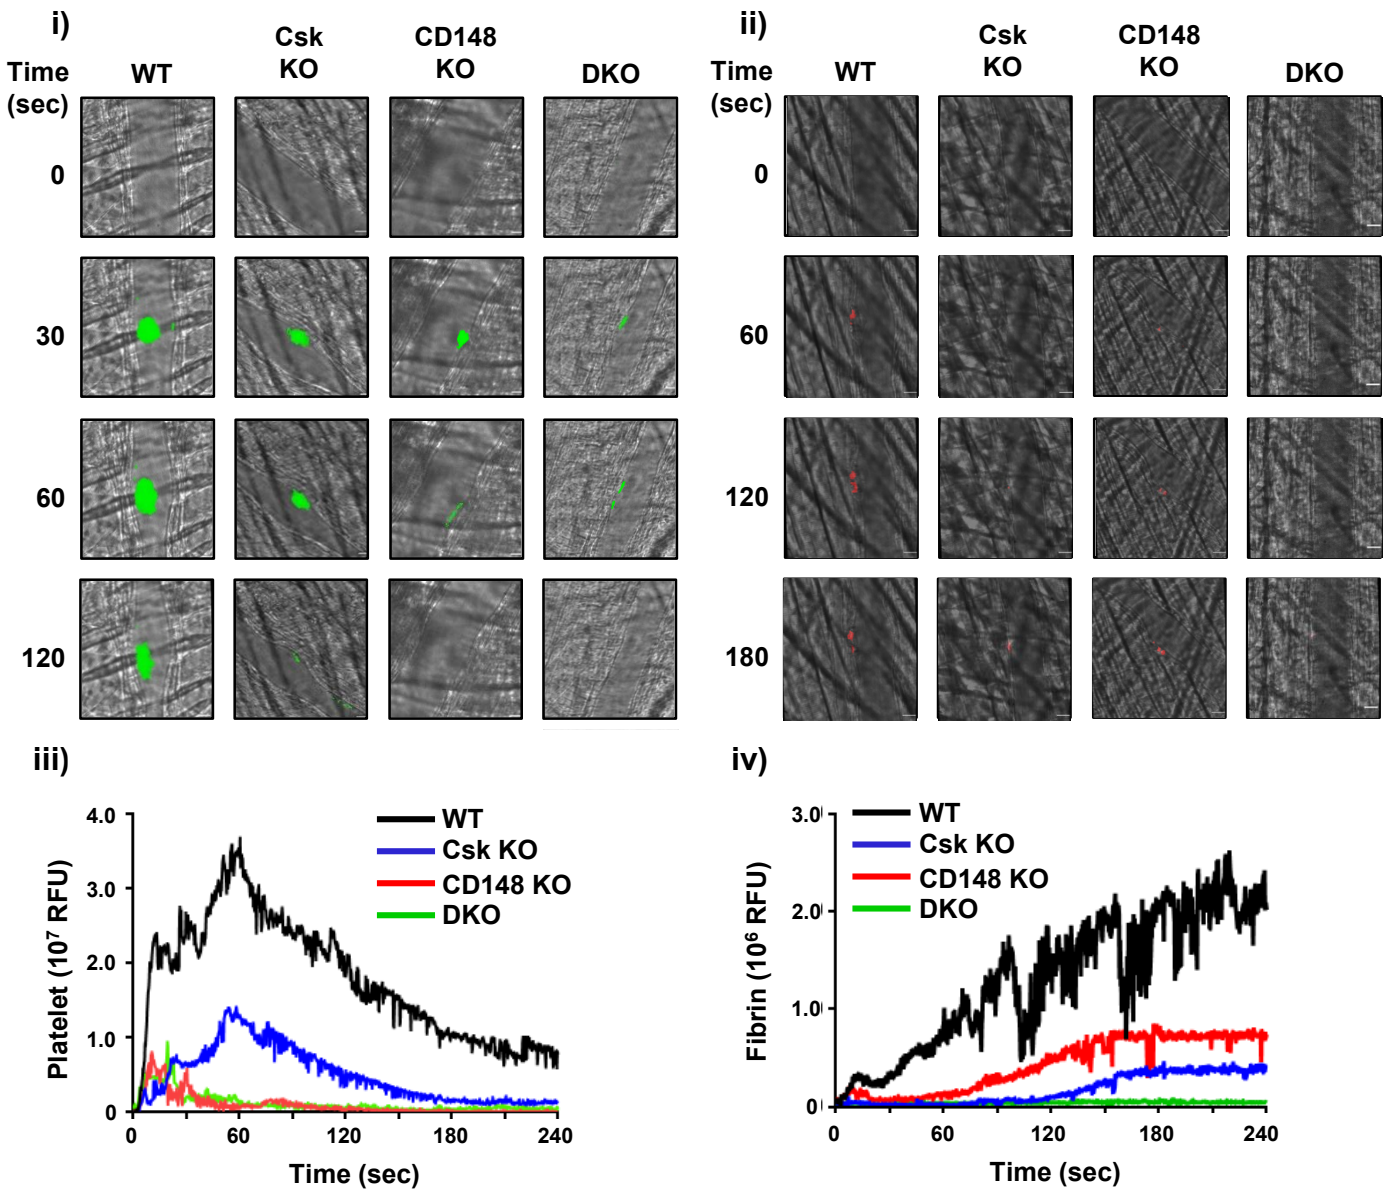 i)
Time
(sec)
WT
Csk
KO
CD148
KO
DKO
0
30
60
120
ii)
Time
(sec)
WT
Csk
KO
CD148
KO
DKO
0
60
120
180
iii)
Platelet (10⁷ RFU)
4.0
3.0
2.0
1.0
0
WT
Csk KO
CD148 KO
DKO
0 60 120 180 240
Time (sec)
iv)
Fibrin (10⁶ RFU)
3.0
2.0
1.0
0
WT
Csk KO
CD148 KO
DKO
0 60 120 180 240
Time (sec)